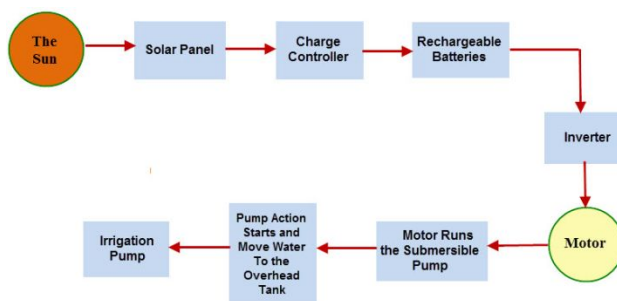 The
Sun
Solar Panel
Charge
Controller
Rechargeable
Batteries
Inverter
Motor
Motor Runs
the Submersible
Pump
Pump Action
Starts and
Move Water
To the
Overhead
Tank
Irrigation
Pump